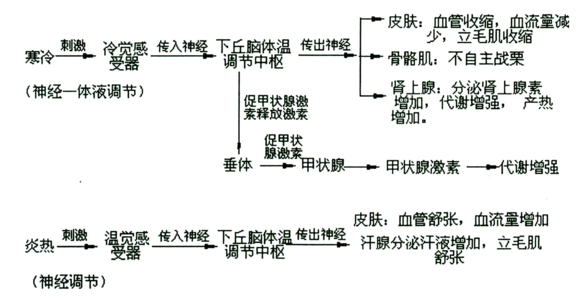 皮肤：血管收缩，血流量减
少，立毛肌收缩
寒冷
刺激
冷觉感
受器
传入神经
下丘脑体温
调节中枢
传出神经
骨骼肌：不自主战栗
（神经一体液调节）
肾上腺：分泌肾上腺素
增加，代谢增强，产热
增加。
促甲状腺激
素释放激素
垂体
促甲状
腺激素
甲状腺
甲状腺激素
代谢增强
炎热
刺激
温觉感
受器
传入神经
下丘脑体温
调节中枢
传出神经
皮肤：血管舒张，血流量增加
汗腺分泌汗液增加，立毛肌
舒张
（神经调节）